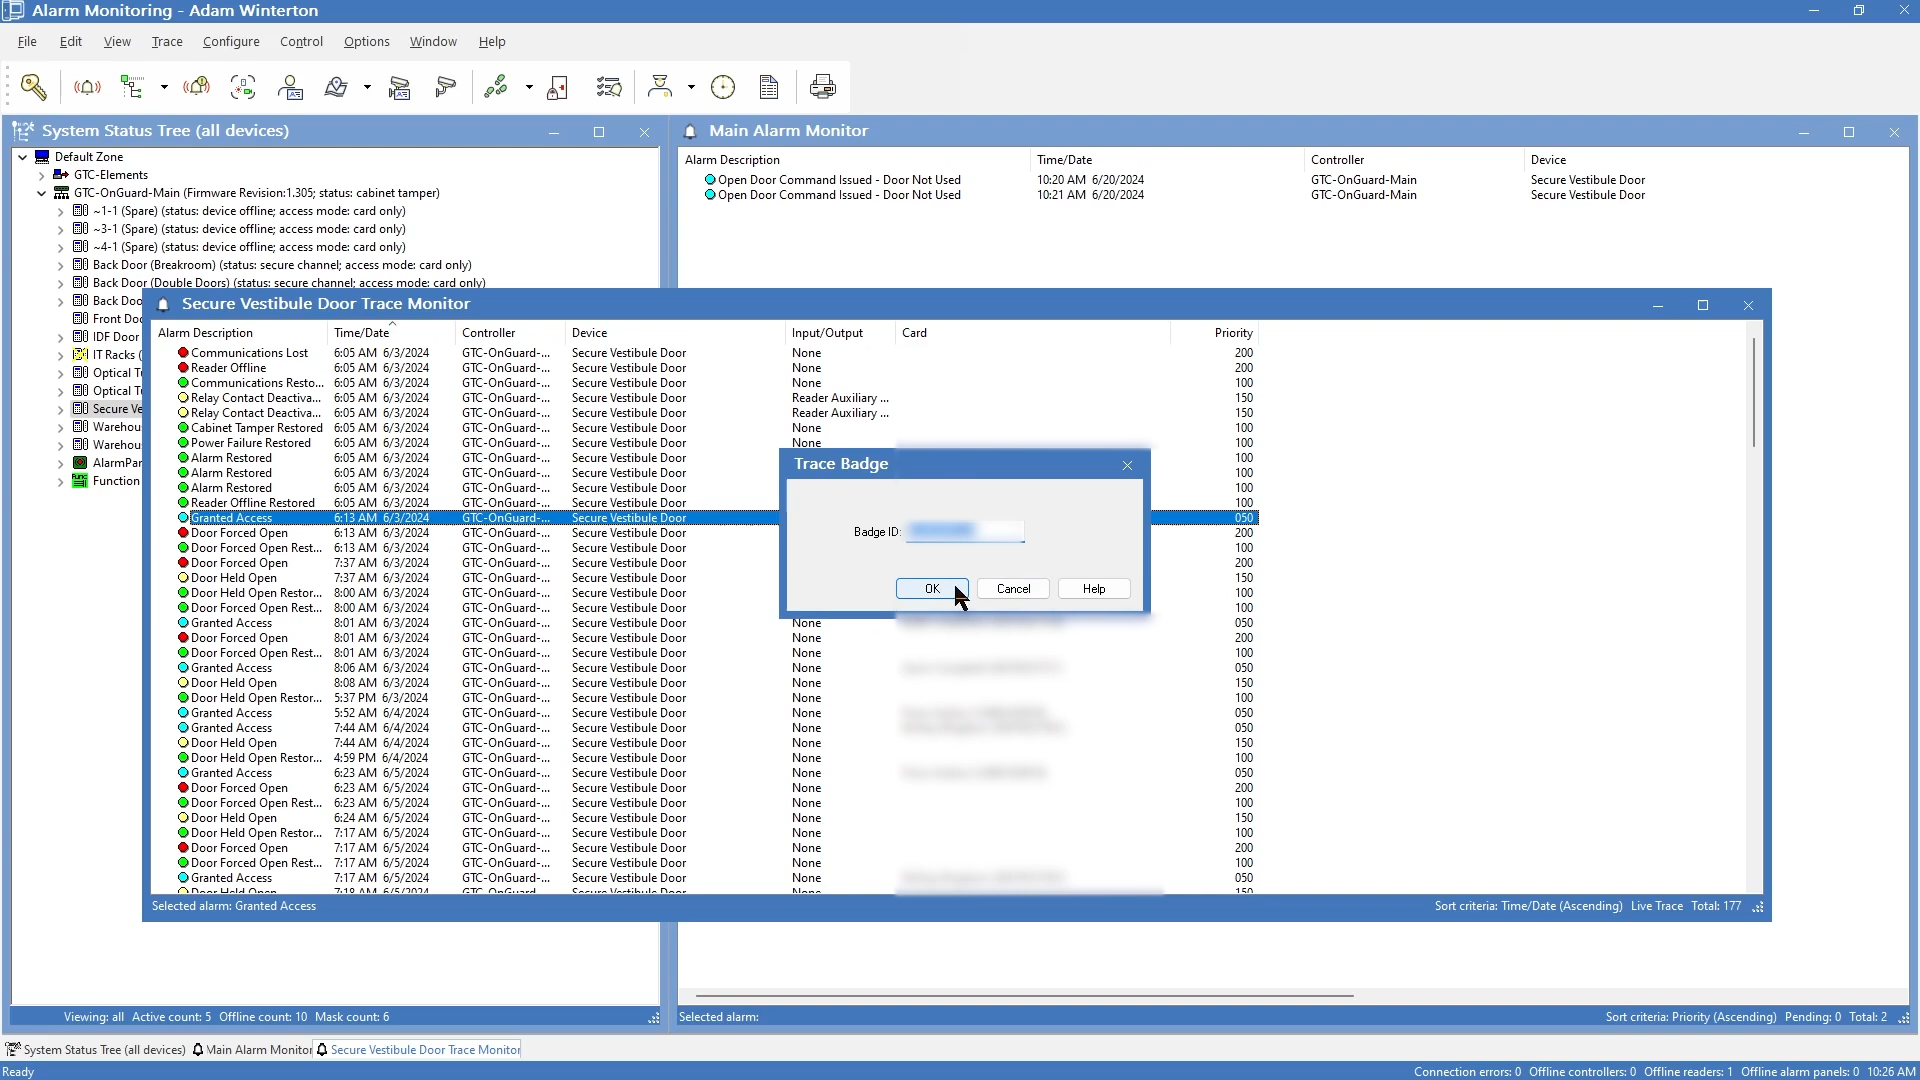 Alarm Monitoring - Adam Winterton
File Edit View Trace Configure Control Options Window Help
System Status Tree (all devices)
Default Zone
GTC-Elements
GTC-OnGuard-Main (Firmware Revision:1.305; status: cabinet tamper)
~1-1 (Spare) (status: device offline; access mode: card only)
~3-1 (Spare) (status: device offline; access mode: card only)
~4-1 (Spare) (status: device offline; access mode: card only)
Back Door (Breakroom) (status: secure channel; access mode: card only)
Back Door (Double Doors) (status: secure channel; access mode: card only)
Back Doo
Front Doo
IDF Door
IT Racks (
Optical Tu
Optical Tu
Secure Ve
Warehou
Warehou
AlarmPan
Function
Viewing: all Active count: 5 Offline count: 10 Mask count: 6
Main Alarm Monitor
Alarm Description Time/Date Controller Device
Open Door Command Issued - Door Not Used 10:20 AM 6/20/2024 GTC-OnGuard-Main Secure Vestibule Door
Open Door Command Issued - Door Not Used 10:21 AM 6/20/2024 GTC-OnGuard-Main Secure Vestibule Door
Selected alarm: Sort criteria: Priority (Ascending) Pending: 0 Total: 2
Secure Vestibule Door Trace Monitor
Alarm Description Time/Date Controller Device Input/Output Card Priority
Communications Lost 6:05 AM 6/3/2024 GTC-OnGuard-... Secure Vestibule Door None 200
Reader Offline 6:05 AM 6/3/2024 GTC-OnGuard-... Secure Vestibule Door None 200
Communications Resto... 6:05 AM 6/3/2024 GTC-OnGuard-... Secure Vestibule Door None 100
Relay Contact Deactiva... 6:05 AM 6/3/2024 GTC-OnGuard-... Secure Vestibule Door Reader Auxiliary ... 150
Relay Contact Deactiva... 6:05 AM 6/3/2024 GTC-OnGuard-... Secure Vestibule Door Reader Auxiliary ... 150
Cabinet Tamper Restored 6:05 AM 6/3/2024 GTC-OnGuard-... Secure Vestibule Door None 100
Power Failure Restored 6:05 AM 6/3/2024 GTC-OnGuard-... Secure Vestibule Door None 100
Alarm Restored 6:05 AM 6/3/2024 GTC-OnGuard-... Secure Vestibule Door 100
Alarm Restored 6:05 AM 6/3/2024 GTC-OnGuard-... Secure Vestibule Door 100
Alarm Restored 6:05 AM 6/3/2024 GTC-OnGuard-... Secure Vestibule Door 100
Reader Offline Restored 6:05 AM 6/3/2024 GTC-OnGuard-... Secure Vestibule Door 100
Granted Access 6:13 AM 6/3/2024 GTC-OnGuard-... Secure Vestibule Door 050
Door Forced Open 6:13 AM 6/3/2024 GTC-OnGuard-... Secure Vestibule Door 200
Door Forced Open Rest... 6:13 AM 6/3/2024 GTC-OnGuard-... Secure Vestibule Door 100
Door Forced Open 7:37 AM 6/3/2024 GTC-OnGuard-... Secure Vestibule Door 200
Door Held Open 7:37 AM 6/3/2024 GTC-OnGuard-... Secure Vestibule Door 150
Door Held Open Restor... 8:00 AM 6/3/2024 GTC-OnGuard-... Secure Vestibule Door 100
Door Forced Open Rest... 8:00 AM 6/3/2024 GTC-OnGuard-... Secure Vestibule Door 100
Granted Access 8:01 AM 6/3/2024 GTC-OnGuard-... Secure Vestibule Door None 050
Door Forced Open 8:01 AM 6/3/2024 GTC-OnGuard-... Secure Vestibule Door None 200
Door Forced Open Rest... 8:01 AM 6/3/2024 GTC-OnGuard-... Secure Vestibule Door None 100
Granted Access 8:06 AM 6/3/2024 GTC-OnGuard-... Secure Vestibule Door None 050
Door Held Open 8:08 AM 6/3/2024 GTC-OnGuard-... Secure Vestibule Door None 150
Door Held Open Restor... 5:37 PM 6/3/2024 GTC-OnGuard-... Secure Vestibule Door None 100
Granted Access 5:52 AM 6/4/2024 GTC-OnGuard-... Secure Vestibule Door None 050
Granted Access 7:44 AM 6/4/2024 GTC-OnGuard-... Secure Vestibule Door None 050
Door Held Open 7:44 AM 6/4/2024 GTC-OnGuard-... Secure Vestibule Door None 150
Door Held Open Restor... 4:59 PM 6/4/2024 GTC-OnGuard-... Secure Vestibule Door None 100
Granted Access 6:23 AM 6/5/2024 GTC-OnGuard-... Secure Vestibule Door None 050
Door Forced Open 6:23 AM 6/5/2024 GTC-OnGuard-... Secure Vestibule Door None 200
Door Forced Open Rest... 6:23 AM 6/5/2024 GTC-OnGuard-... Secure Vestibule Door None 100
Door Held Open 6:24 AM 6/5/2024 GTC-OnGuard-... Secure Vestibule Door None 150
Door Held Open Restor... 7:17 AM 6/5/2024 GTC-OnGuard-... Secure Vestibule Door None 100
Door Forced Open 7:17 AM 6/5/2024 GTC-OnGuard-... Secure Vestibule Door None 200
Door Forced Open Rest... 7:17 AM 6/5/2024 GTC-OnGuard-... Secure Vestibule Door None 100
Granted Access 7:17 AM 6/5/2024 GTC-OnGuard-... Secure Vestibule Door None 050
Door Held Open 7:18 AM 6/5/2024 GTC-OnGuard-... Secure Vestibule Door None 150
Selected alarm: Granted Access Sort criteria: Time/Date (Ascending) Live Trace Total: 177
Trace Badge
Badge ID:
OK Cancel Help
System Status Tree (all devices) Main Alarm Monitor Secure Vestibule Door Trace Monitor
Ready Connection errors: 0 Offline controllers: 0 Offline readers: 1 Offline alarm panels: 0 10:26 AM